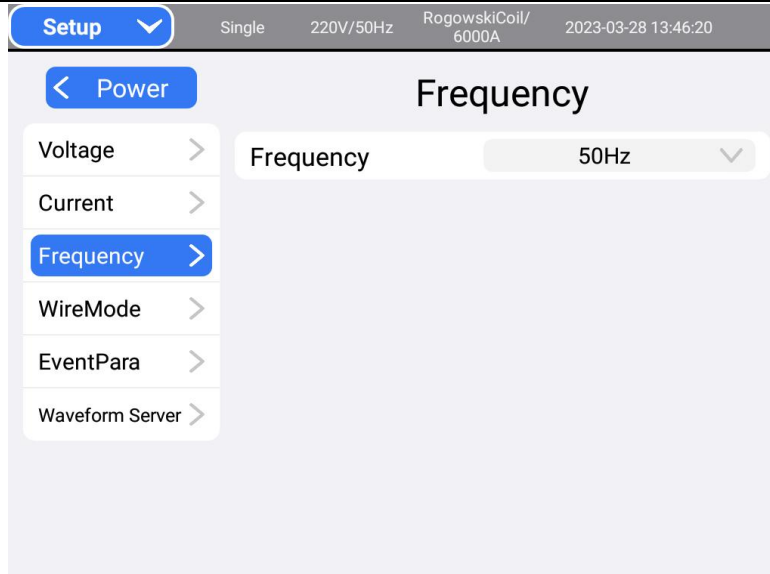 Setup
Single
220V/50Hz
RogowskiCoil/
6000A
2023-03-28 13:46:20
Power
Frequency
Voltage
Current
Frequency
WireMode
EventPara
Waveform Server
Frequency
50Hz